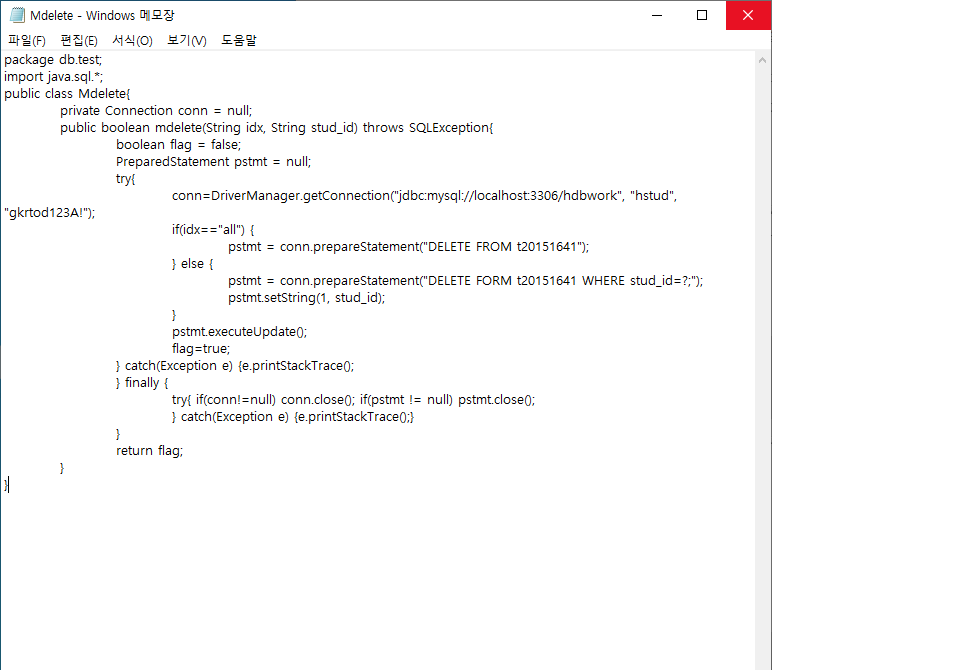 Mdelete - Windows 메모장
파일(F) 편집(E) 서식(O) 보기(V) 도움말
package db.test;
import java.sql.*;
public class Mdelete{
private Connection conn = null;
public boolean mdelete(String idx, String stud_id) throws SQLException{
boolean flag = false;
PreparedStatement pstmt = null;
try{
conn=DriverManager.getConnection("jdbc:mysql://localhost:3306/hdbwork", "hstud",
"gkrtod123A!");
if(idx=="all") {
pstmt = conn.prepareStatement("DELETE FROM t20151641");
} else {
pstmt = conn.prepareStatement("DELETE FORM t20151641 WHERE stud_id=?;");
pstmt.setString(1, stud_id);
}
pstmt.executeUpdate();
flag=true;
} catch(Exception e) {e.printStackTrace();
} finally {
try{ if(conn!=null) conn.close(); if(pstmt != null) pstmt.close();
} catch(Exception e) {e.printStackTrace();}
}
return flag;
}
}